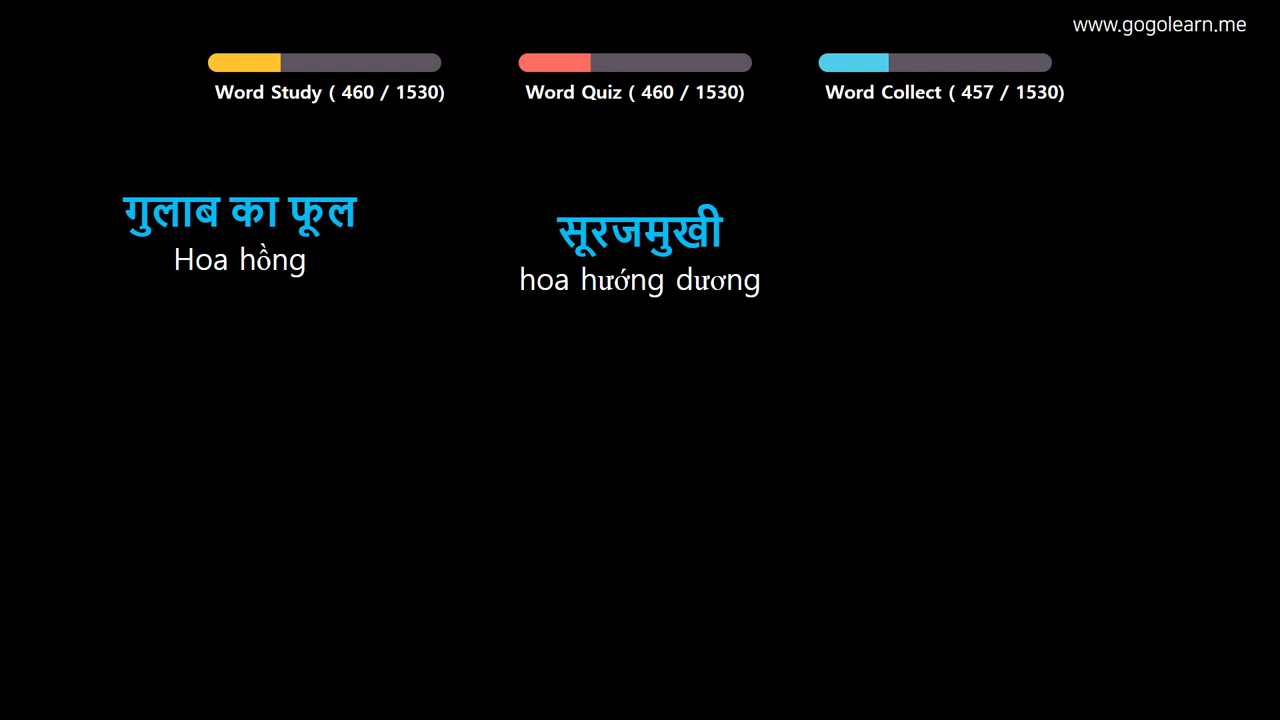 www.gogolearn.me
Word Study ( 460 / 1530)
Word Quiz ( 460 / 1530)
Word Collect ( 457 / 1530)
गुलाब का फूल
Hoa hồng
सूरजमुखी
hoa hướng dương